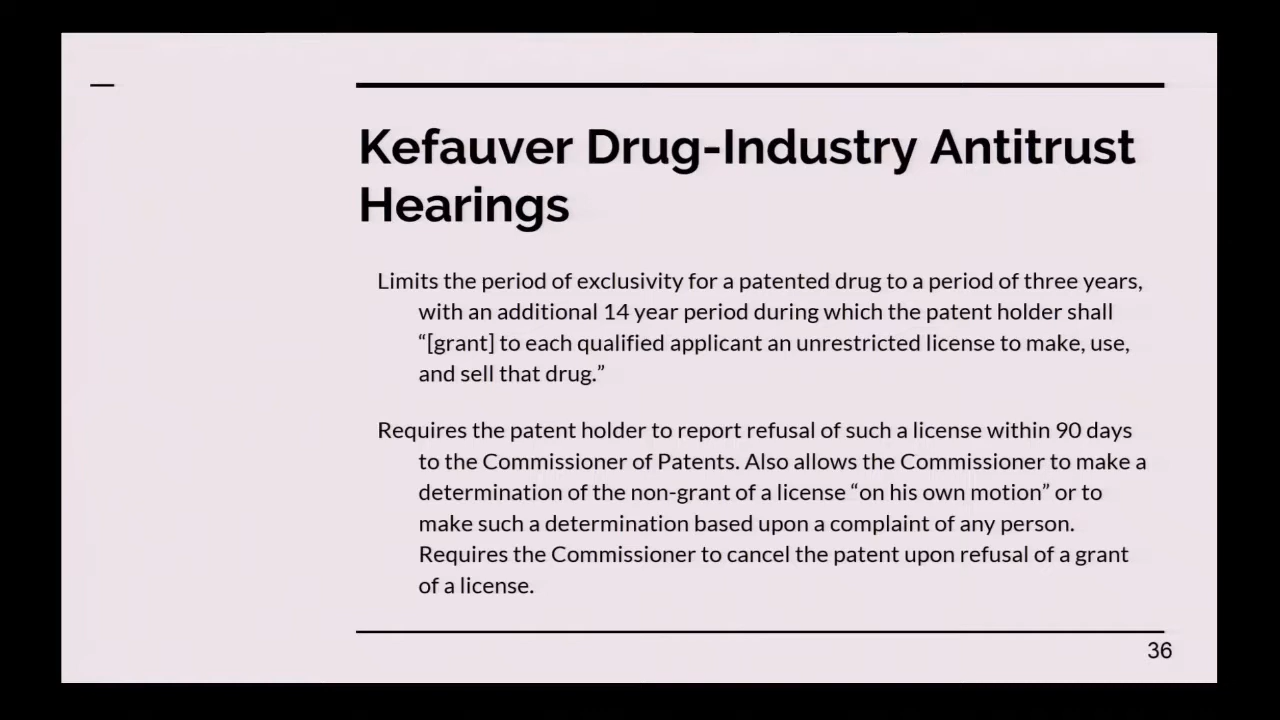 Kefauver Drug-Industry Antitrust
Hearings
Limits the period of exclusivity for a patented drug to a period of three years,
with an additional 14 year period during which the patent holder shall
“[grant] to each qualified applicant an unrestricted license to make, use,
and sell that drug.”
Requires the patent holder to report refusal of such a license within 90 days
to the Commissioner of Patents. Also allows the Commissioner to make a
determination of the non-grant of a license “on his own motion” or to
make such a determination based upon a complaint of any person.
Requires the Commissioner to cancel the patent upon refusal of a grant
of a license.
36